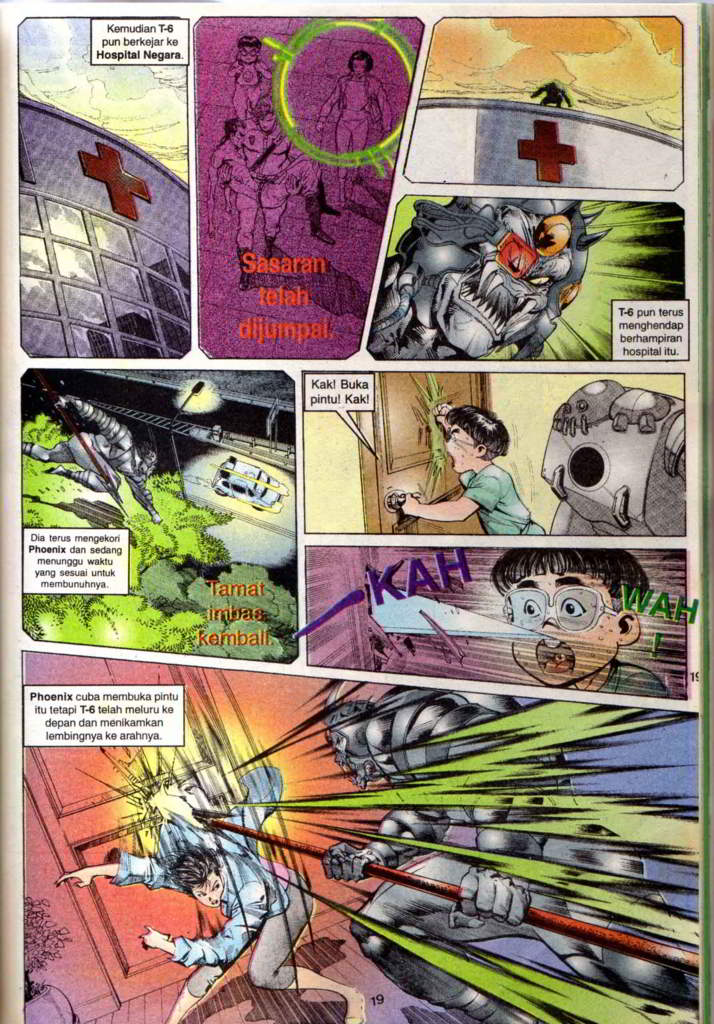 Kemudian T-6
pun berkejar ke
Hospital Negara.
Sasaran
telah
dijumpai.
T-6 pun terus
menghendap
berhampiran
hospital itu.
Dia terus mengekori
Phoenix dan sedang
menunggu waktu
yang sesuai untuk
membunuhnya.
Tamat
imbas
kembali.
Kak! Buka
pintu! Kak!
KAH
WAH
!
19
Phoenix cuba membuka pintu
itu tetapi T-6 telah meluru ke
depan dan menikamkan
lembingnya ke arahnya.
19